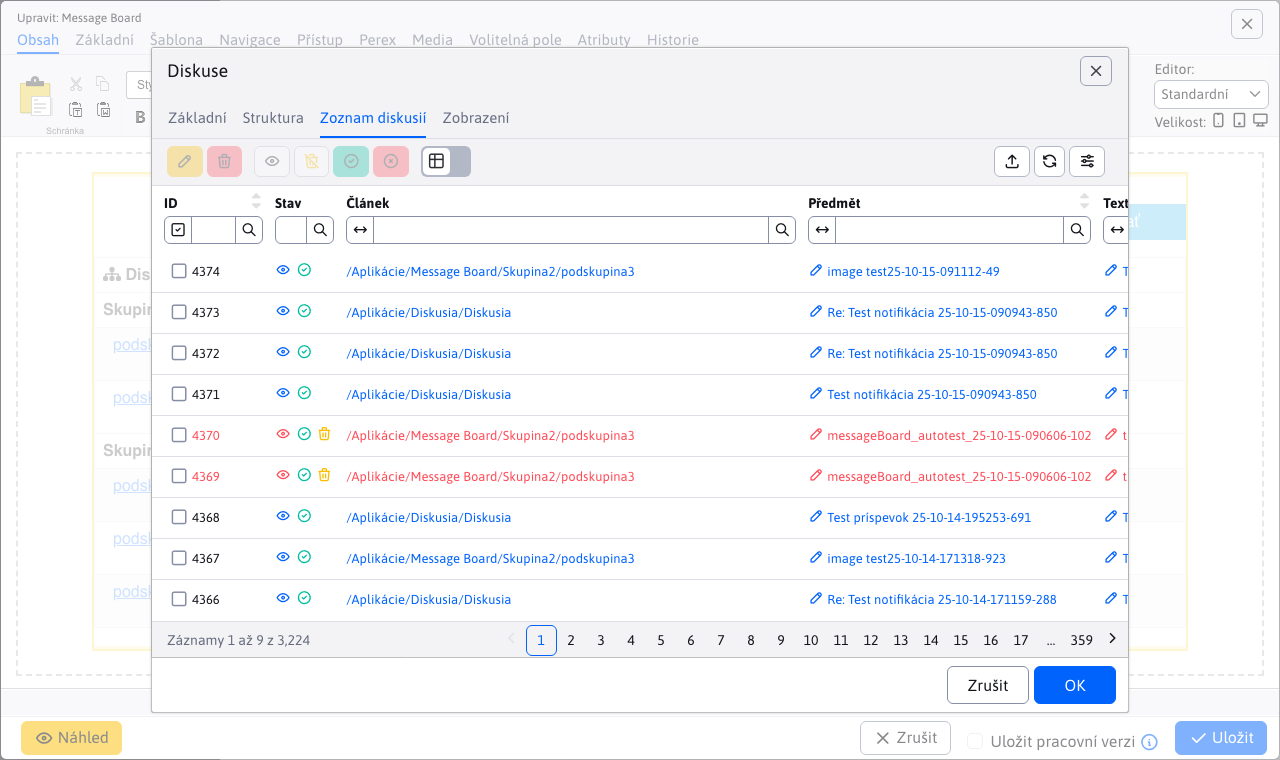 Upravit: Message Board
Obsah Základní Šablona Navigace Přístup Perex Media Volitelná pole Atributy Historie
Schránka
B
Editor:
Standardní
Velikost:
Skupin
podsk
podsk
Skupin
podsk
podsk
podsk
Diskuse
Základní Struktura Zoznam diskusií Zobrazení
ID Stav Článek Předmět Text
4374 /Aplikácie/Message Board/Skupina2/podskupina3 image test25-10-15-091112-49 T
4373 /Aplikácie/Diskusia/Diskusia Re: Test notifikácia 25-10-15-090943-850 T
4372 /Aplikácie/Diskusia/Diskusia Re: Test notifikácia 25-10-15-090943-850 T
4371 /Aplikácie/Diskusia/Diskusia Test notifikácia 25-10-15-090943-850 T
4370 /Aplikácie/Message Board/Skupina2/podskupina3 messageBoard_autotest_25-10-15-090606-102 t
4369 /Aplikácie/Message Board/Skupina2/podskupina3 messageBoard_autotest_25-10-15-090606-102 t
4368 /Aplikácie/Diskusia/Diskusia Test príspevok 25-10-14-195253-691 T
4367 /Aplikácie/Message Board/Skupina2/podskupina3 image test25-10-14-171318-923 T
4366 /Aplikácie/Diskusia/Diskusia Re: Test notifikácia 25-10-14-171159-288 T
Záznamy 1 až 9 z 3,224 1 2 3 4 5 6 7 8 9 10 11 12 13 14 15 16 17 ... 359
Zrušit OK
Náhled Zrušit Uložit pracovní verzi Uložit